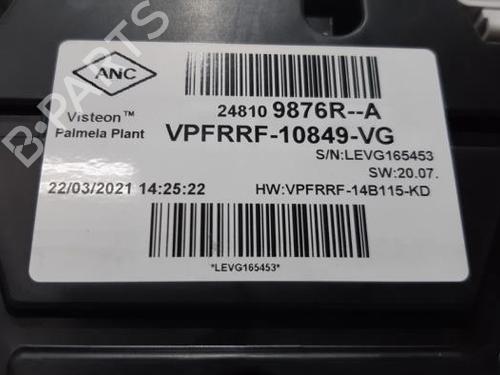 ANC
Visteon™
Palmela Plant
24810 9876R--A
VPFRRF-10849-VG
S/N:LEVG165453
SW:20.07.
22/03/2021 14:25:22
HW:VPFRRF-14B115-KD
*LEVG165453*
B-PARTS